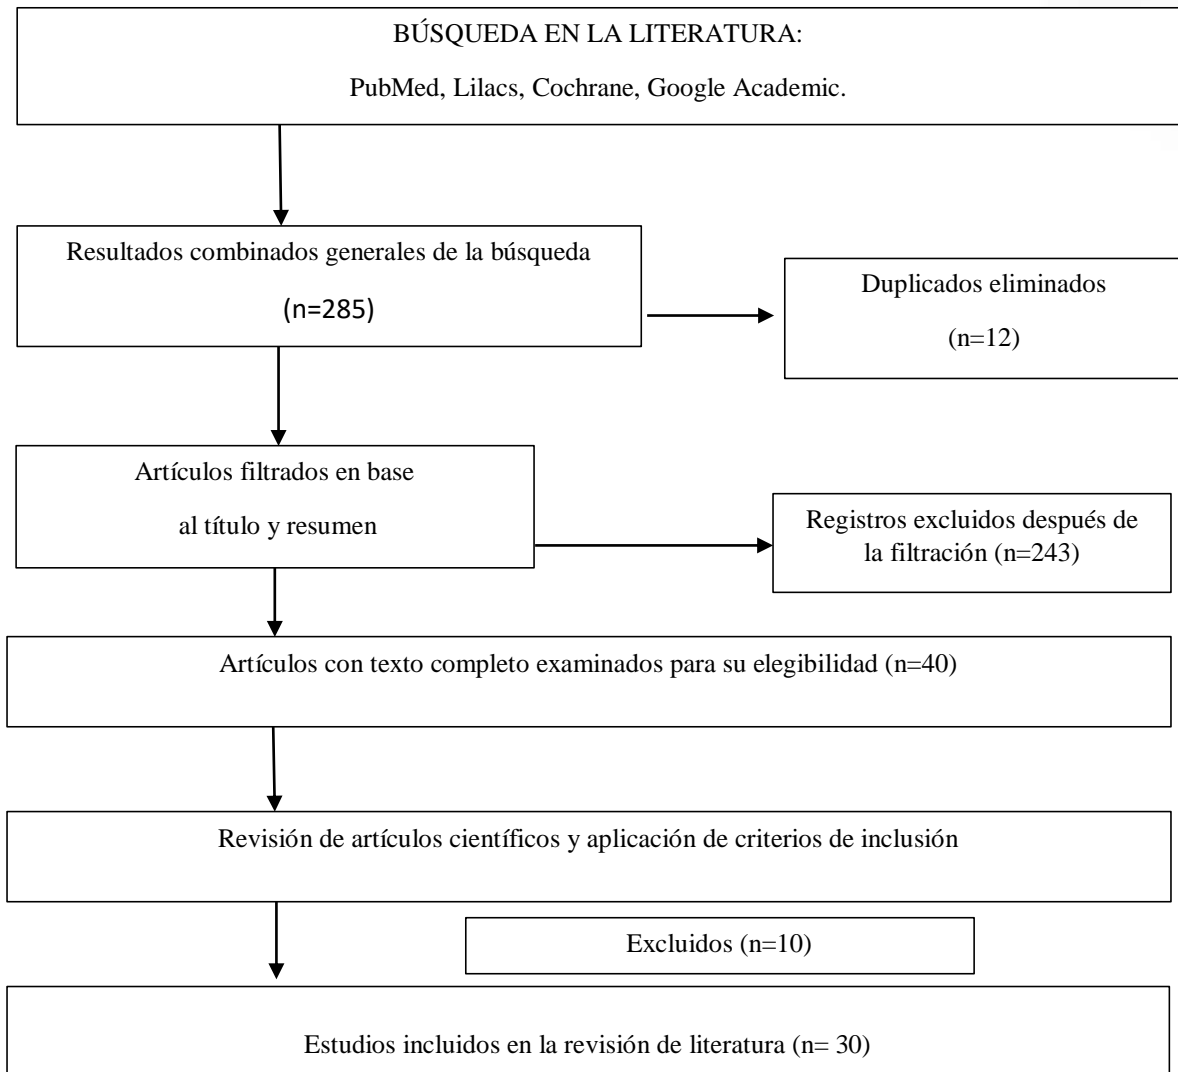 BÚSQUEDA EN LA LITERATURA:
PubMed, Lilacs, Cochrane, Google Academic.
Resultados combinados generales de la búsqueda
(n=285)
Duplicados eliminados
(n=12)
Artículos filtrados en base
al título y resumen
Registros excluidos después de
la filtración (n=243)
Artículos con texto completo examinados para su elegibilidad (n=40)
Revisión de artículos científicos y aplicación de criterios de inclusión
Excluidos (n=10)
Estudios incluidos en la revisión de literatura (n= 30)